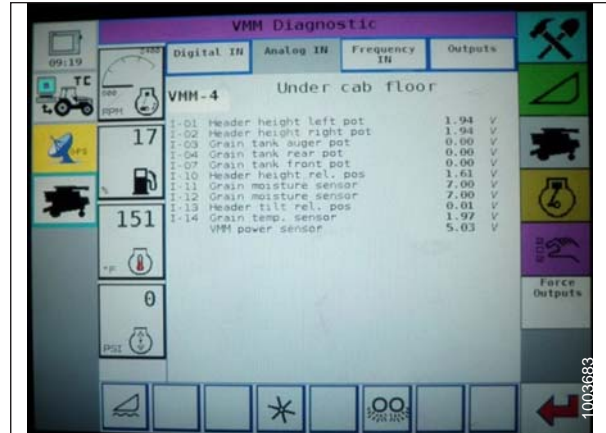 VMM Diagnostic
09:19
TC
GPS
2400
500
RPM
17
%
151
°F
0
PSI
Digital IN
Analog IN
Frequency IN
Outputs
VMM-4
Under cab floor
I-01 Header height left pot 1.94 V
I-02 Header height right pot 1.94 V
I-03 Grain tank auger pot 0.00 V
I-04 Grain tank rear pot 0.00 V
I-07 Grain tank front pot 0.00 V
I-10 Header height rel. pos 1.61 V
I-11 Grain moisture sensor 7.00 V
I-12 Grain moisture sensor 7.00 V
I-13 Header tilt rel. pos 0.01 V
I-14 Grain temp. sensor 1.97 V
VMM power sensor 5.03 V
Force
Outputs
1003683